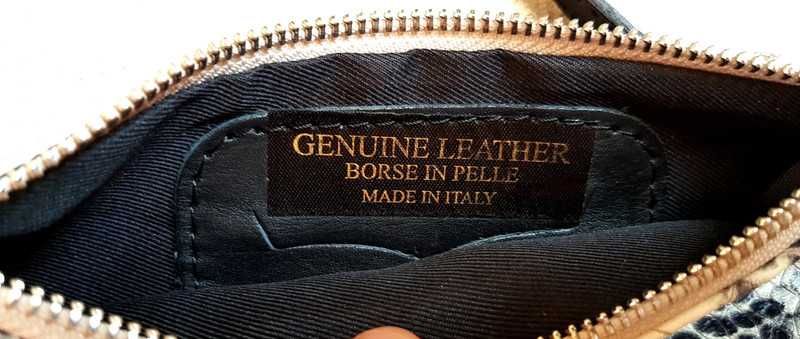 GENUINE LEATHER
BORSE IN PELLE
MADE IN ITALY